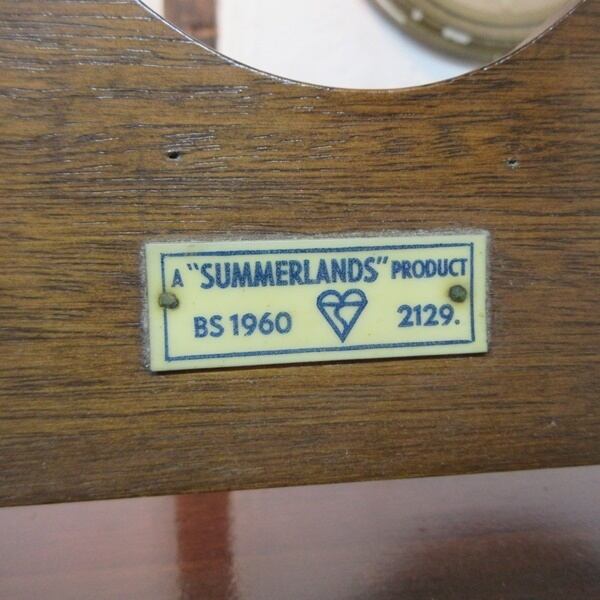 A "SUMMERLANDS" PRODUCT
BS 1960 2129.